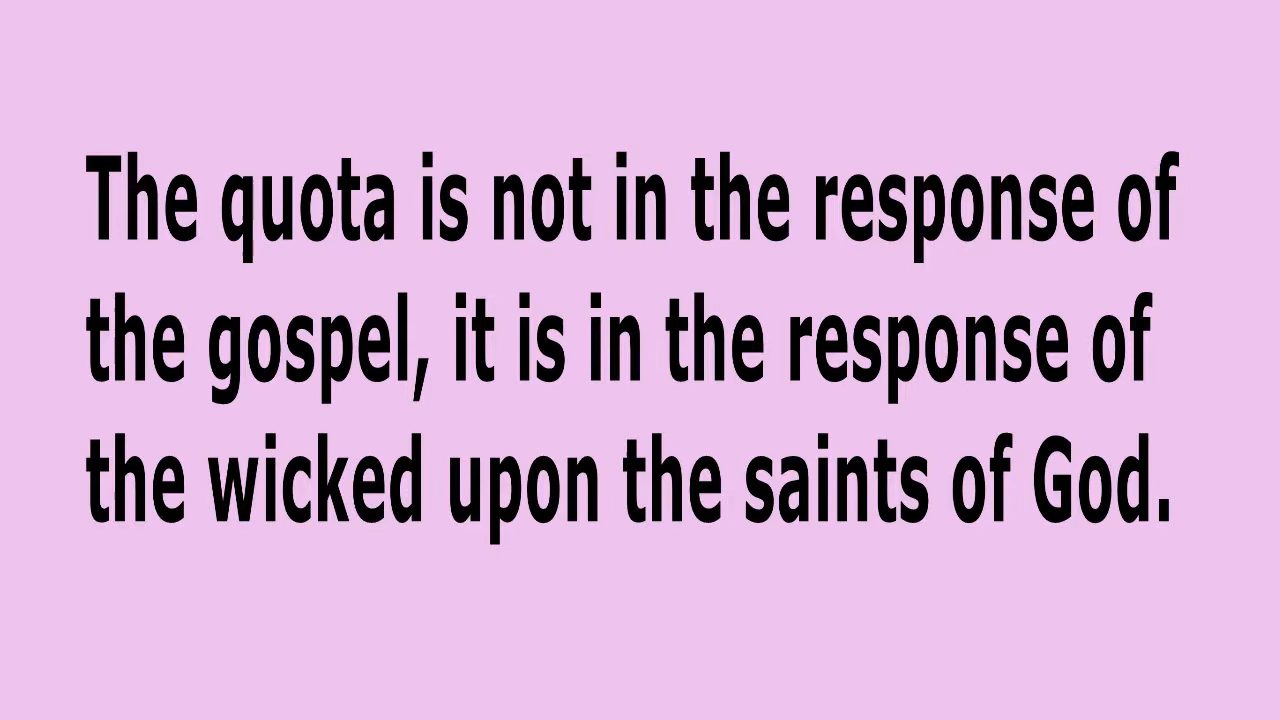 The quota is not in the response of
the gospel, it is in the response of
the wicked upon the saints of God.